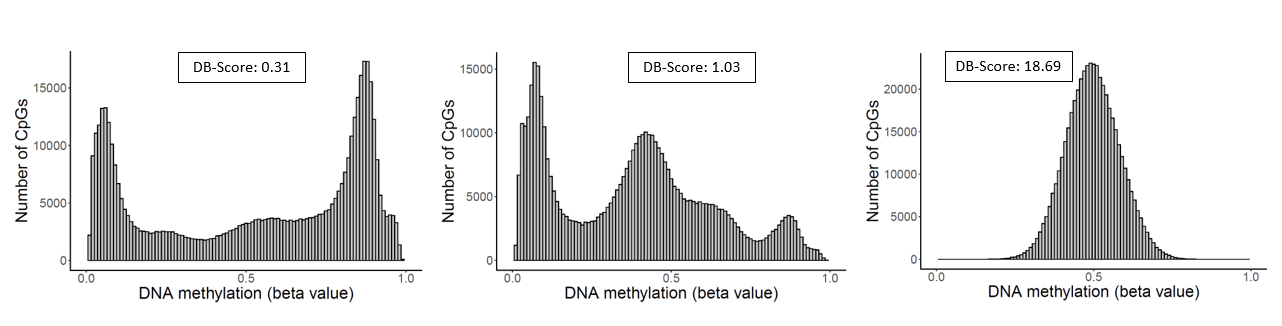 DB-Score: 0.31
Number of CpGs
15000
10000
5000
0
0.0 0.5 1.0
DNA methylation (beta value)
DB-Score: 1.03
Number of CpGs
15000
10000
5000
0
0.0 0.5 1.0
DNA methylation (beta value)
DB-Score: 18.69
Number of CpGs
20000
15000
10000
5000
0
0.0 0.5 1.0
DNA methylation (beta value)